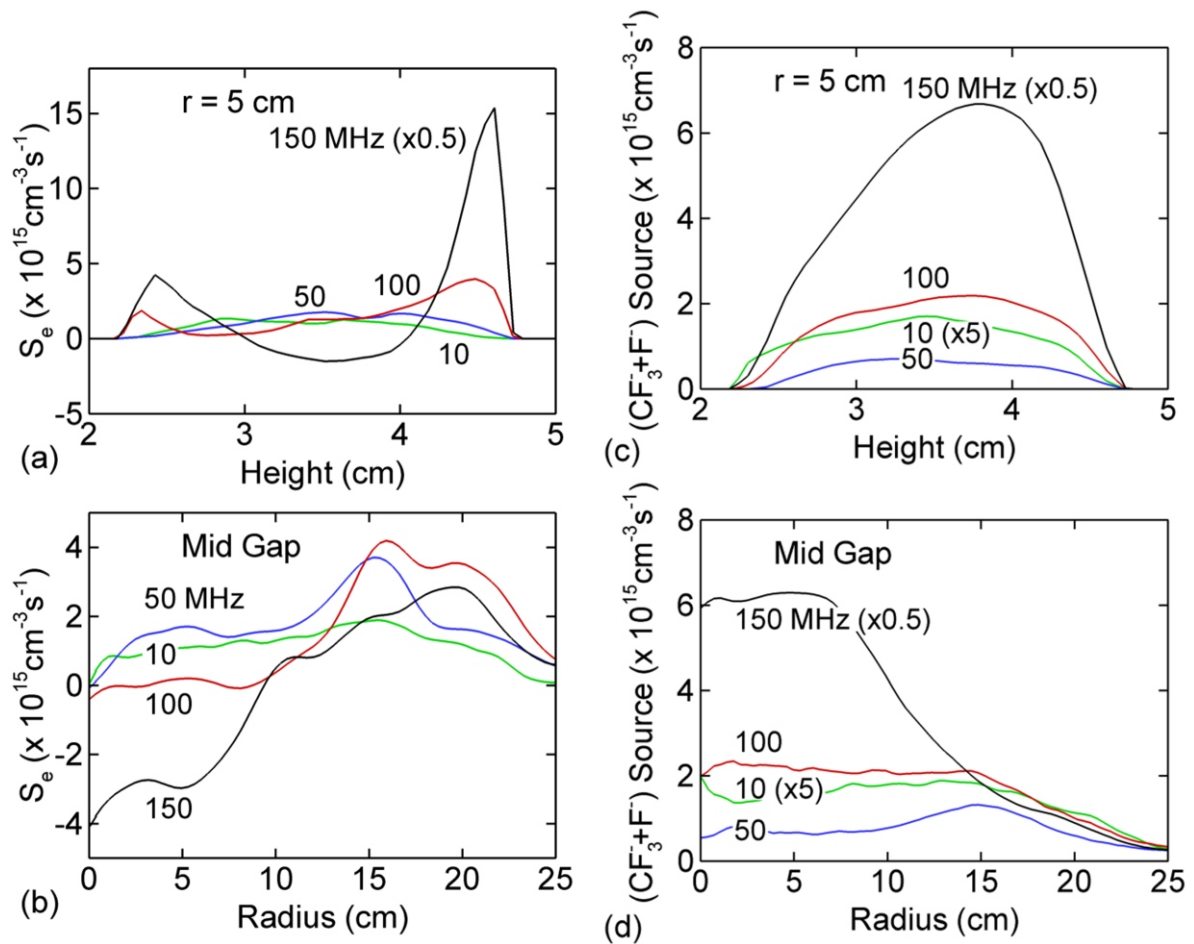 S_e (x 10^15 cm^-3 s^-1)
15
10
5
0
-5
r = 5 cm
150 MHz (x0.5)
50
100
10
2
3
4
5
Height (cm)
(a)
S_e (x 10^15 cm^-3 s^-1)
4
2
0
-2
-4
Mid Gap
50 MHz
10
100
150
0
5
10
15
20
25
Radius (cm)
(b)
(CF_3^-+F^-) Source (x 10^15 cm^-3 s^-1)
8
6
4
2
0
r = 5 cm
150 MHz (x0.5)
100
10 (x5)
50
2
3
4
5
Height (cm)
(c)
(CF_3^-+F^-) Source (x 10^15 cm^-3 s^-1)
8
6
4
2
0
Mid Gap
150 MHz (x0.5)
100
10 (x5)
50
0
5
10
15
20
25
Radius (cm)
(d)